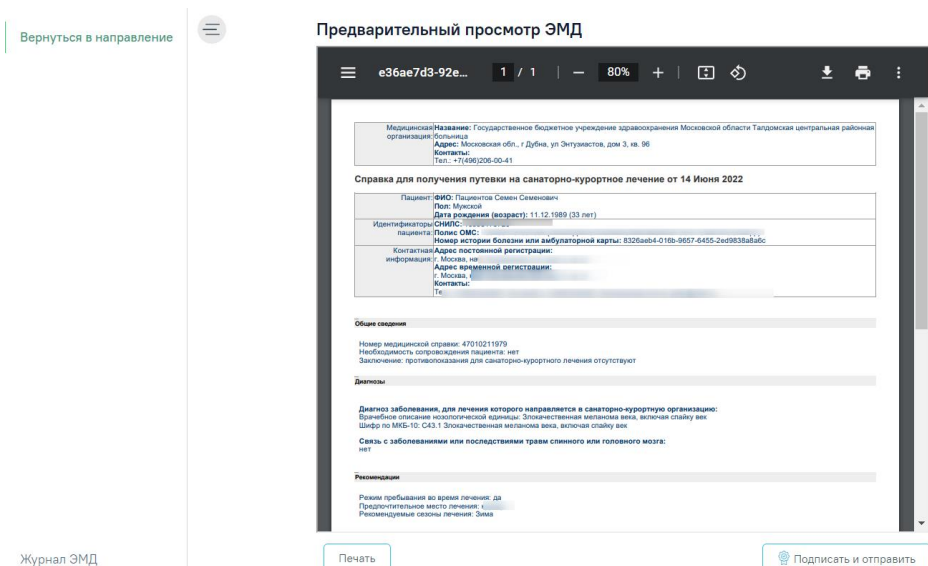 Вернуться в направление
Предварительный просмотр ЭМД
e36ae7d3-92e... 1 / 1 80%
Медицинская организация: Название: Государственное бюджетное учреждение здравоохранения Московской области Талдомская центральная районная
больница
Адрес: Московская обл., г Дубна, ул Энтузиастов, дом 3, кв. 96
Контакты:
Тел.: +7(496)206-00-41
Справка для получения путевки на санаторно-курортное лечение от 14 Июня 2022
Пациент: ФИО: Пациентов Семен Семенович
Пол: Мужской
Дата рождения (возраст): 11.12.1989 (33 лет)
Идентификаторы пациента: СНИЛС:
Полис ОМС:
Номер истории болезни или амбулаторной карты: 8326aeb4-016b-9657-6455-2ed9838a8a6c
Контактная информация: Адрес постоянной регистрации:
г. Москва,
Адрес временной регистрации:
г. Москва,
Контакты:
Общие сведения
Номер медицинской справки: 47010211979
Необходимость сопровождения пациента: нет
Заключение: противопоказания для санаторно-курортного лечения отсутствуют
Диагнозы
Диагноз заболевания, для лечения которого направляется в санаторно-курортную организацию:
Врачебное описание нозологической единицы: Злокачественная меланома века, включая спайку век
Шифр по МКБ-10: C43.1 Злокачественная меланома века, включая спайку век
Связь с заболеваниями или последствиями травм спинного или головного мозга:
нет
Рекомендации
Режим пребывания во время лечения: да
Предпочтительное место лечения:
Рекомендуемые сезоны лечения: Зима
Журнал ЭМД
Печать
Подписать и отправить